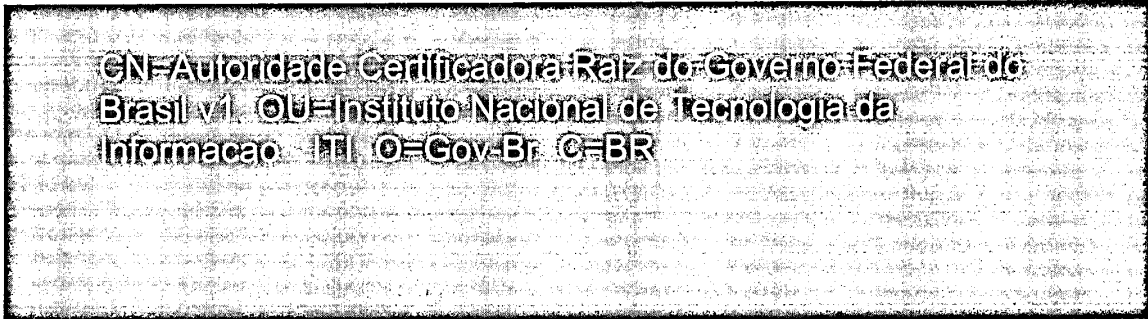 CN=Autoridade Certificadora Raiz do Governo Federal do
Brasil v1, OU=Instituto Nacional de Tecnologia da
Informacao - ITI, O=Gov-Br, C=BR